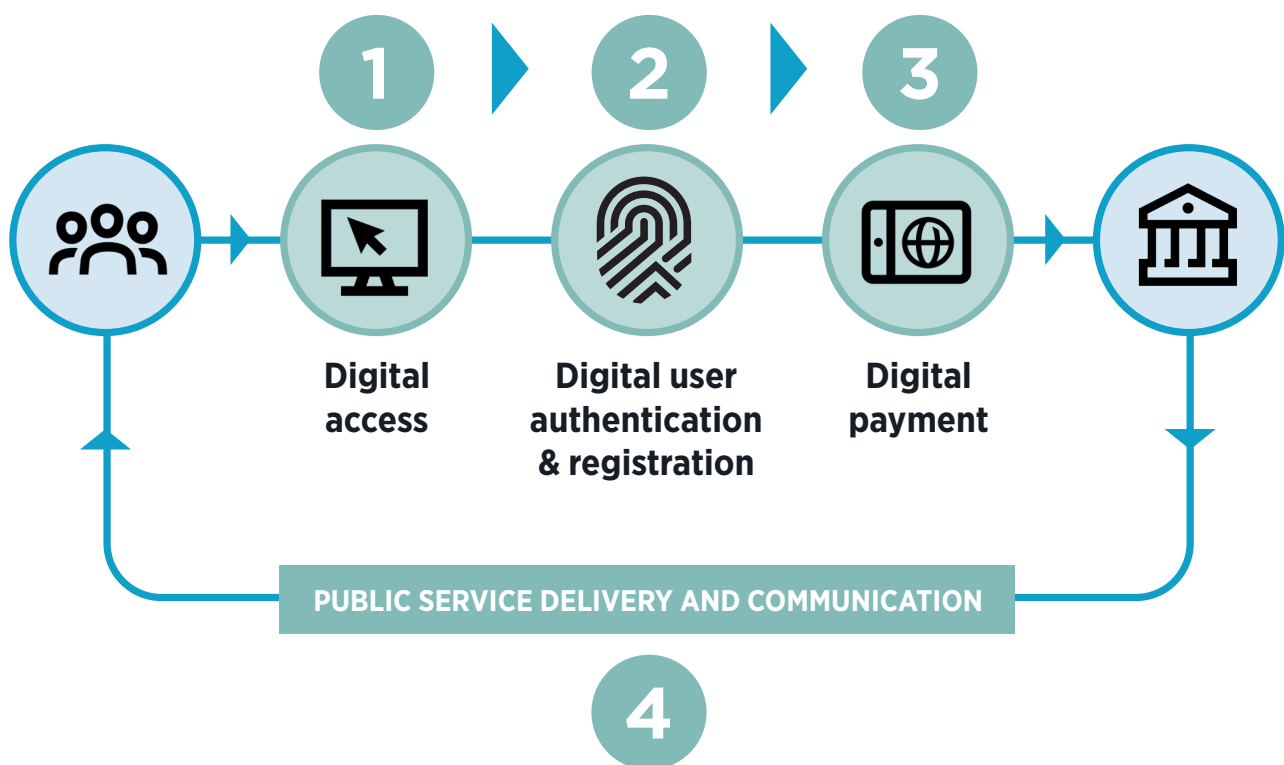 1
2
3
Digital
access
Digital user
authentication
& registration
Digital
payment
PUBLIC SERVICE DELIVERY AND COMMUNICATION
4